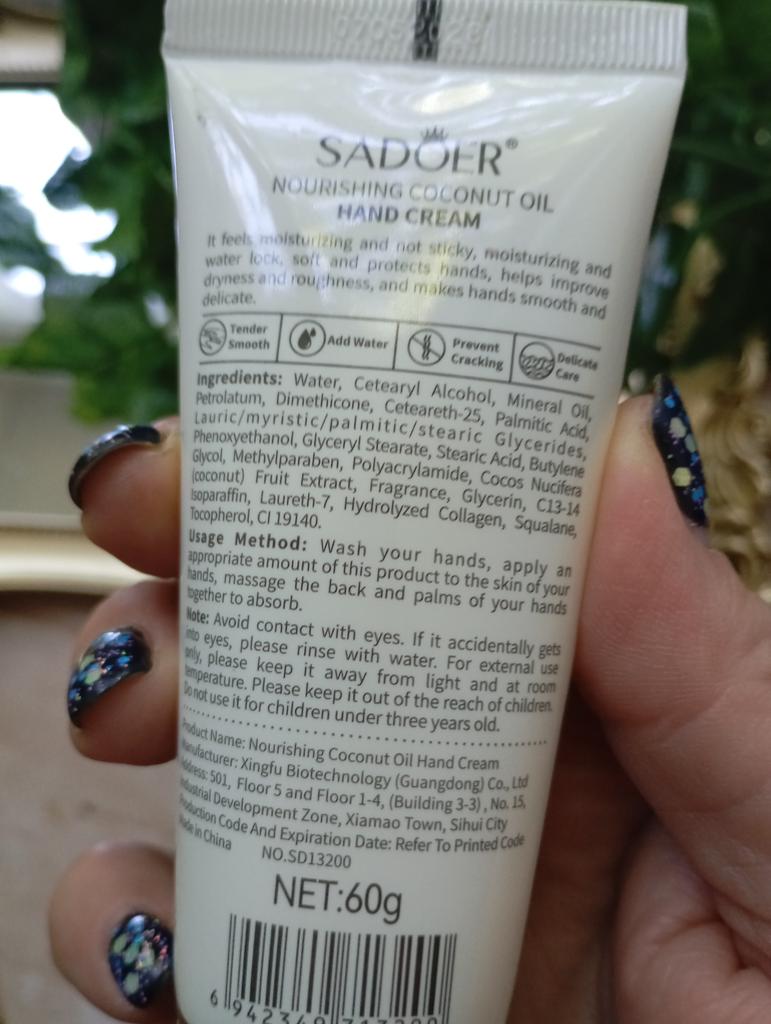 SADOER®
NOURISHING COCONUT OIL
HAND CREAM
It feels moisturizing and not sticky, moisturizing and
water lock, soft and protects hands, helps improve
dryness and roughness, and makes hands smooth and
delicate.
Tender
Smooth
Add Water
Prevent
Cracking
Delicate
Care
Ingredients: Water, Cetearyl Alcohol, Mineral Oil,
Petrolatum, Dimethicone, Ceteareth-25, Palmitic Acid,
Lauric/myristic/palmitic/stearic Glycerides,
Phenoxyethanol, Glyceryl Stearate, Stearic Acid, Butylene
Glycol, Methylparaben, Polyacrylamide, Cocos Nucifera
(coconut) Fruit Extract, Fragrance, Glycerin, C13-14
Isoparaffin, Laureth-7, Hydrolyzed Collagen, Squalane,
Tocopherol, CI 19140.
Usage Method: Wash your hands, apply an
appropriate amount of this product to the skin of your
hands, massage the back and palms of your hands
together to absorb.
Note: Avoid contact with eyes. If it accidentally gets
into eyes, please rinse with water. For external use
only, please keep it away from light and at room
temperature. Please keep it out of the reach of children.
Do not use it for children under three years old.
Product Name: Nourishing Coconut Oil Hand Cream
Manufacturer: Xingfu Biotechnology (Guangdong) Co., Ltd
Address: 501, Floor 5 and Floor 1-4, (Building 3-3), No. 15,
Industrial Development Zone, Xiamao Town, Sihui City
Production Code And Expiration Date: Refer To Printed Code
Made in China
NO.SD13200
NET:60g